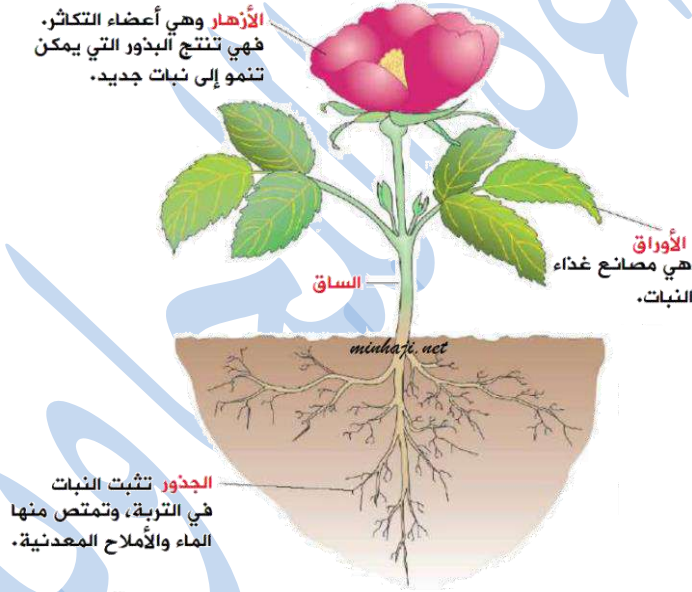 الأزهار وهي أعضاء التكاثر.
فهي تنتج البذور التي يمكن
تنمو إلى نبات جديد.
الأوراق
هي مصانع غذاء
النبات.
الساق
minhaji.net
الجذور تثبت النبات
في التربة، وتمتص منها
الماء والأملاح المعدنية.